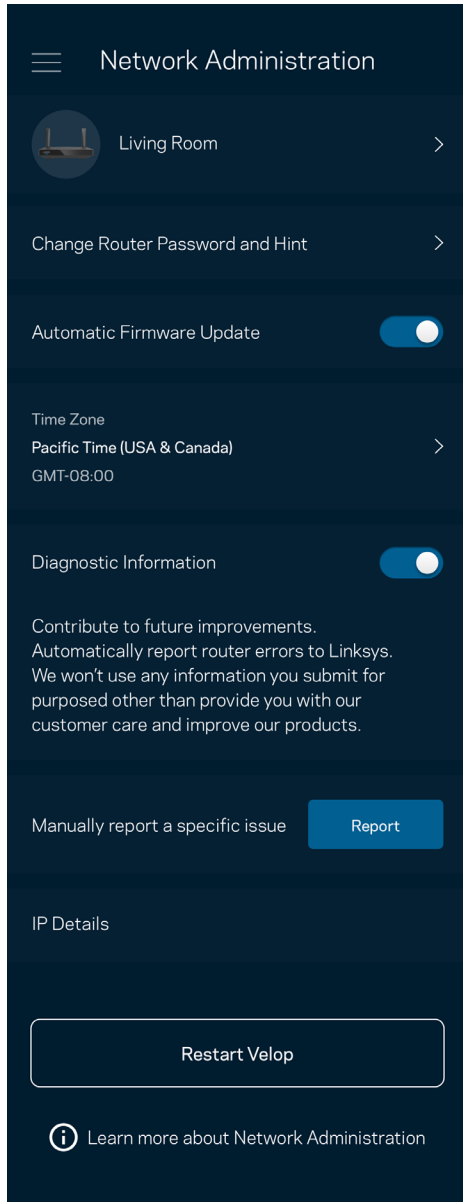 Network Administration
Living Room
Change Router Password and Hint
Automatic Firmware Update
Time Zone
Pacific Time (USA & Canada)
GMT-08:00
Diagnostic Information
Contribute to future improvements.
Automatically report router errors to Linksys.
We won't use any information you submit for
purposed other than provide you with our
customer care and improve our products.
Manually report a specific issue
Report
IP Details
Restart Velop
Learn more about Network Administration